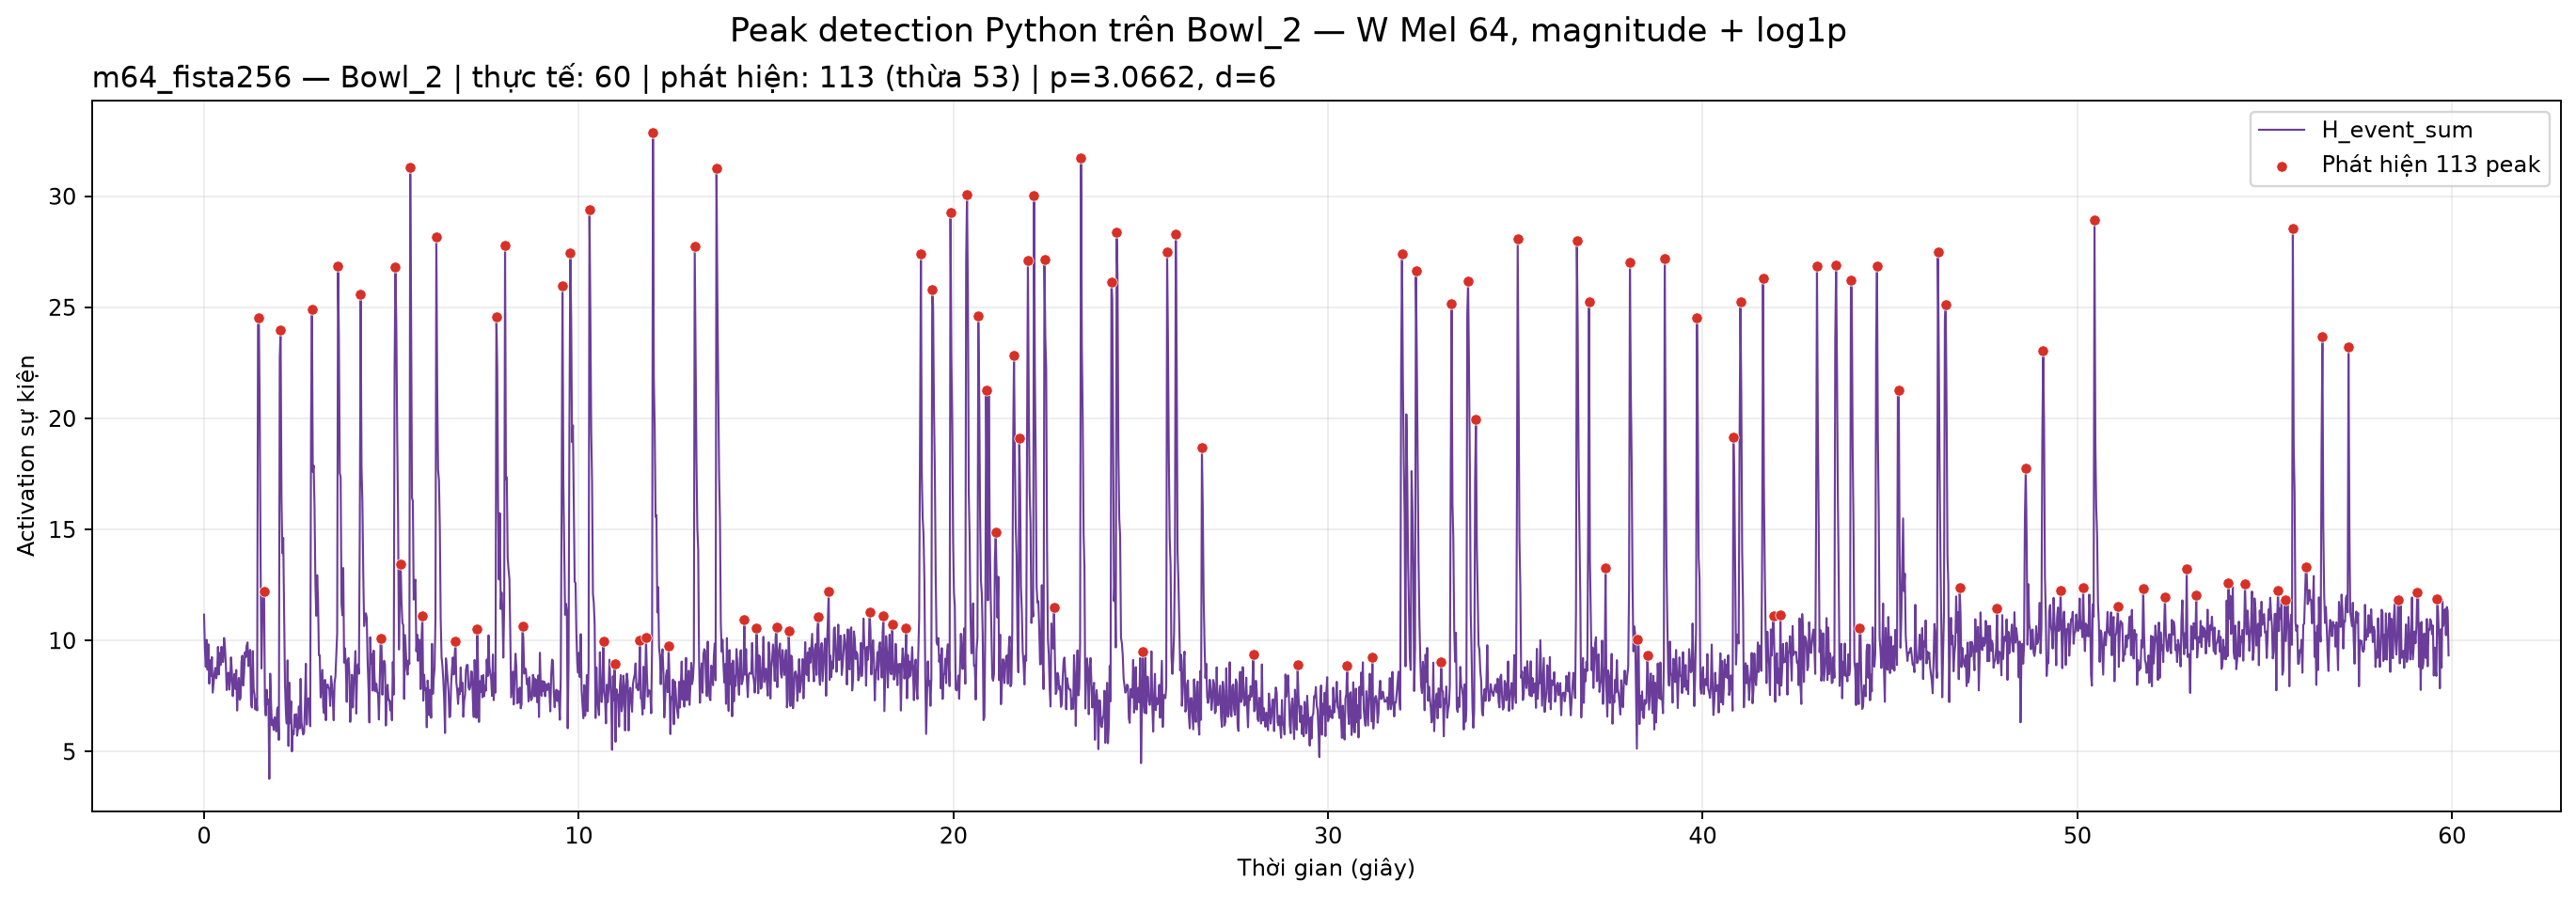 Peak detection Python trên Bowl_2 — W Mel 64, magnitude + log1p
m64_fista256 — Bowl_2 | thực tế: 60 | phát hiện: 113 (thừa 53) | p=3.0662, d=6
H_event_sum
Phát hiện 113 peak
Activation sự kiện
30
25
20
15
10
5
0 10 20 30 40 50 60
Thời gian (giây)